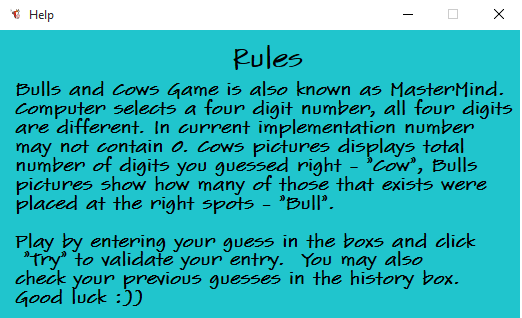 Help
Rules
Bulls and Cows Game is also known as MasterMind.
Computer selects a four digit number, all four digits
are different. In current implementation number
may not contain 0. Cows pictures displays total
number of digits you guessed right - "Cow", Bulls
pictures show how many of those that exists were
placed at the right spots - "Bull".
Play by entering your guess in the boxs and click
"Try" to validate your entry. You may also
check your previous guesses in the history box.
Good luck :))